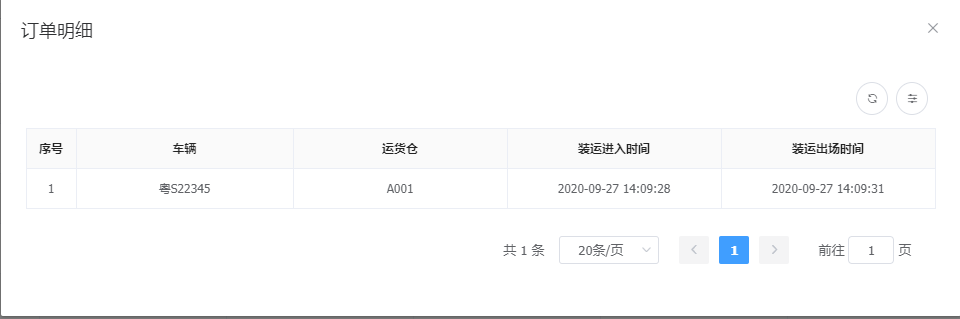 订单明细
序号 车辆 运货仓 装运进入时间 装运出场时间
1 粤S22345 A001 2020-09-27 14:09:28 2020-09-27 14:09:31
共 1 条 20条/页 1 前往 1 页